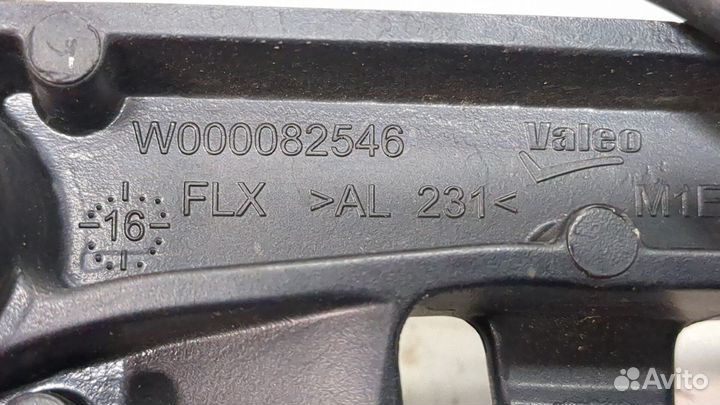 W000082546
Valeo
FLX >AL 231< M1E
16
Avito